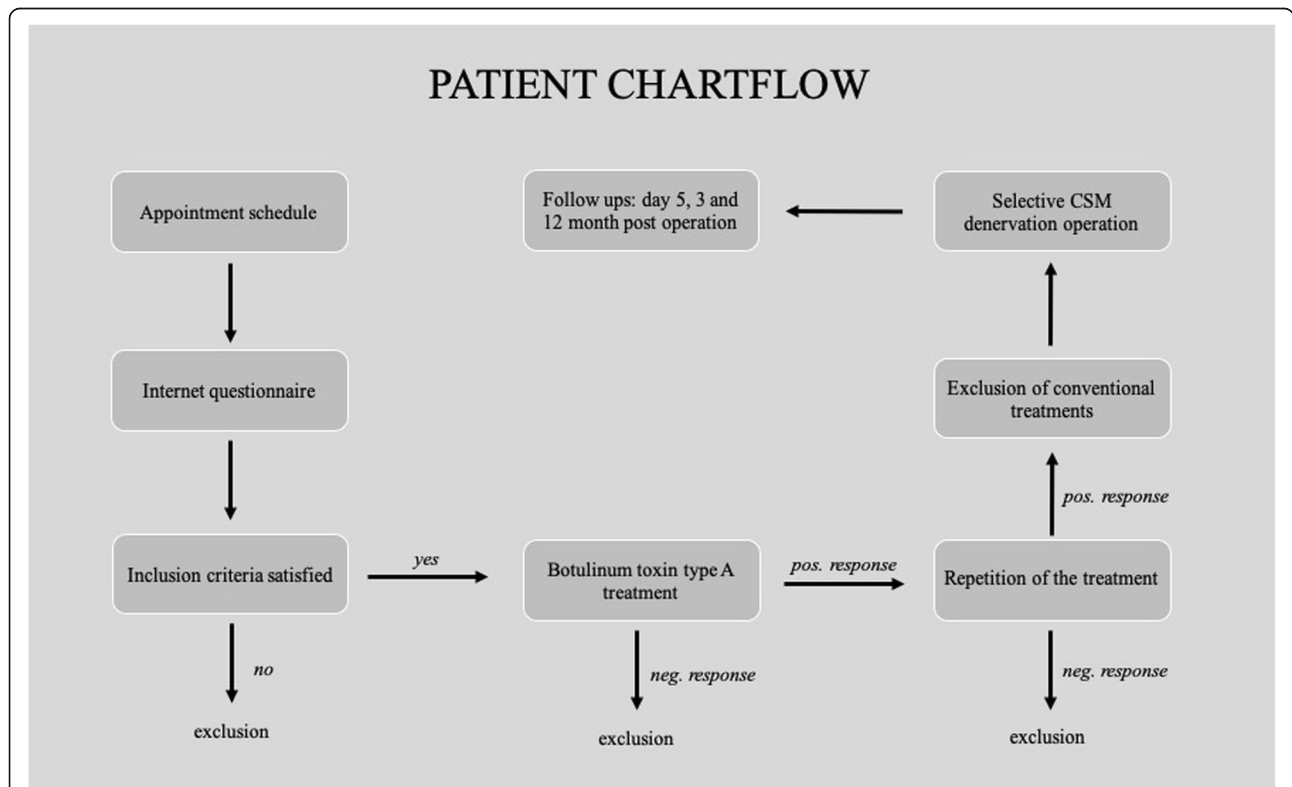 PATIENT CHARTFLOW
Appointment schedule
Follow ups: day 5, 3 and
12 month post operation
Selective CSM
denervation operation
Internet questionnaire
Exclusion of conventional
treatments
pos. response
Inclusion criteria satisfied
yes
Botulinum toxin type A
treatment
pos. response
Repetition of the treatment
no
neg. response
neg. response
exclusion
exclusion
exclusion